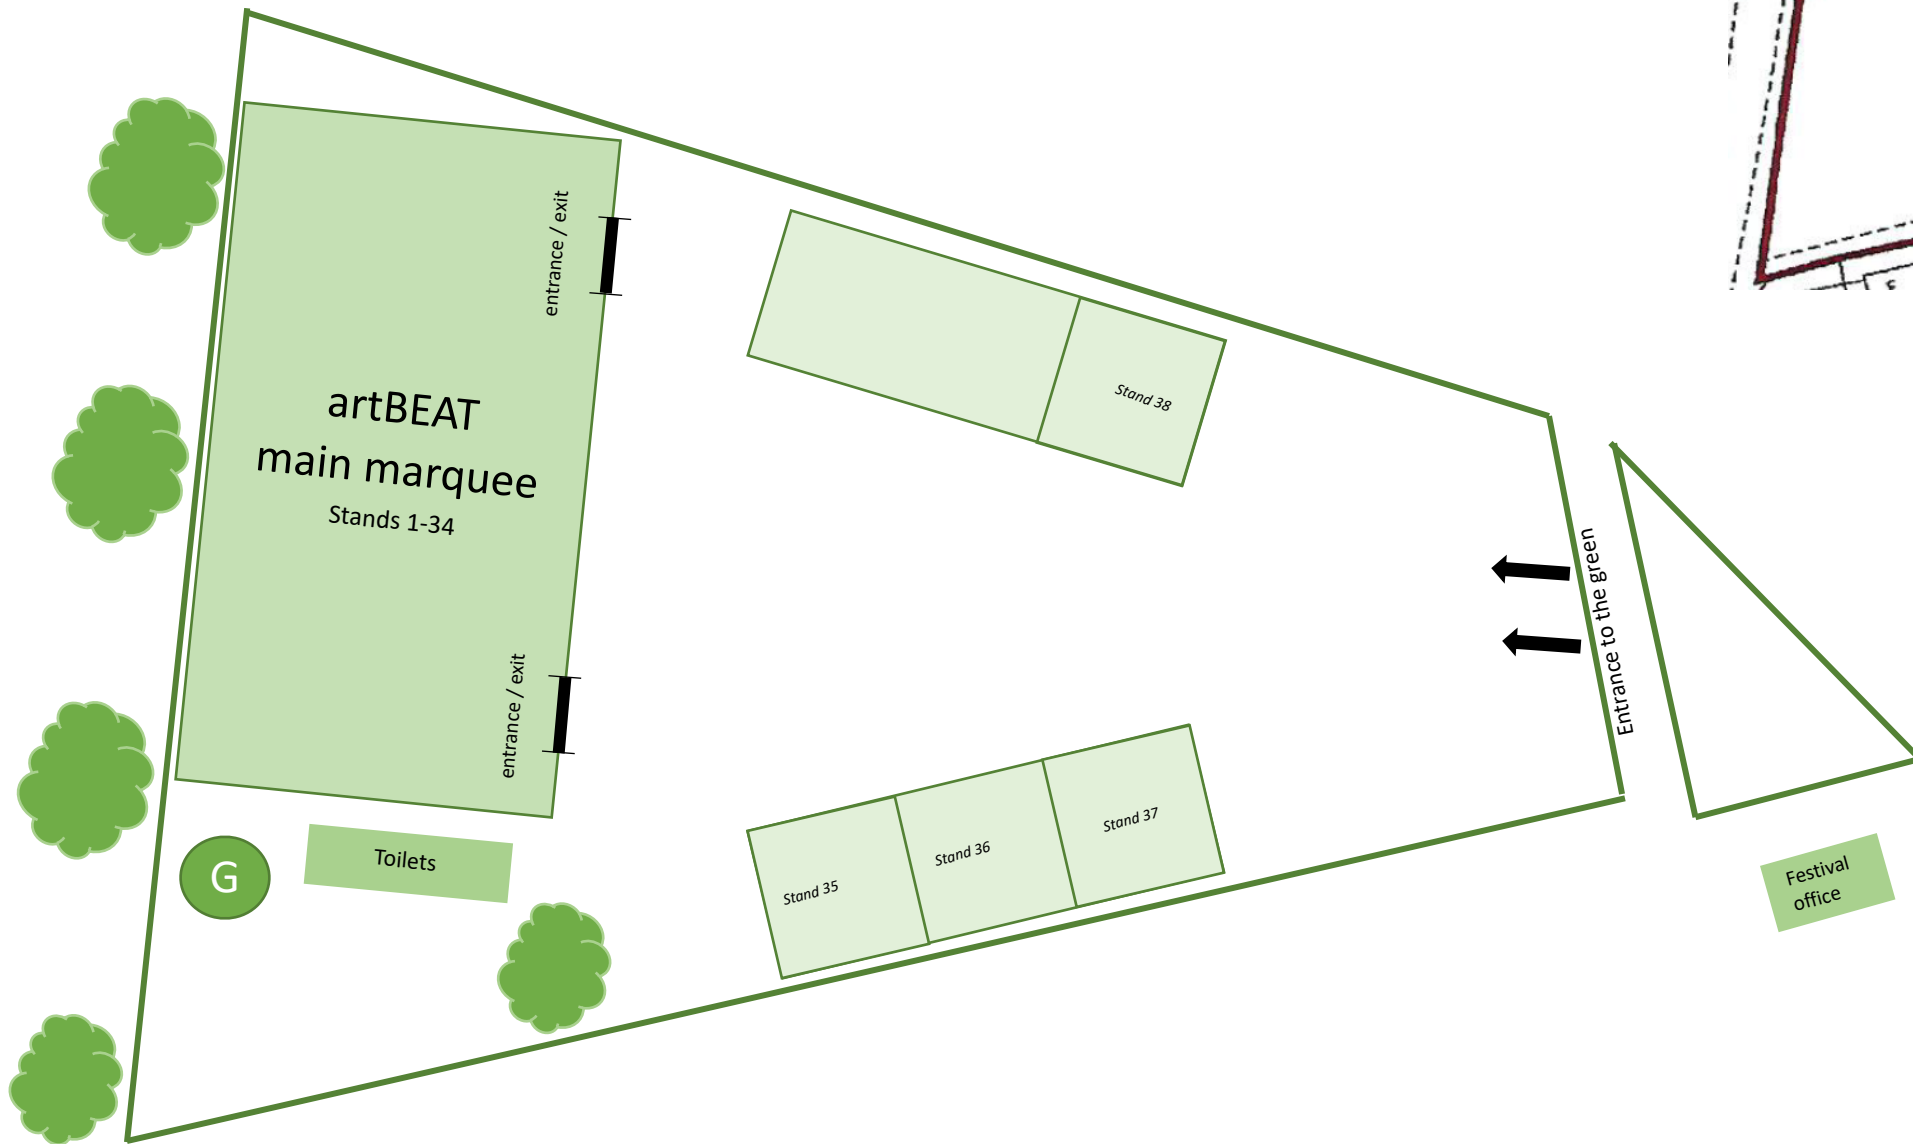 entrance / exit
artBEAT
main marquee
Stands 1-34
entrance / exit
Stand 38
Entrance to the green
Stand 35
Stand 36
Stand 37
G
Toilets
Festival
office